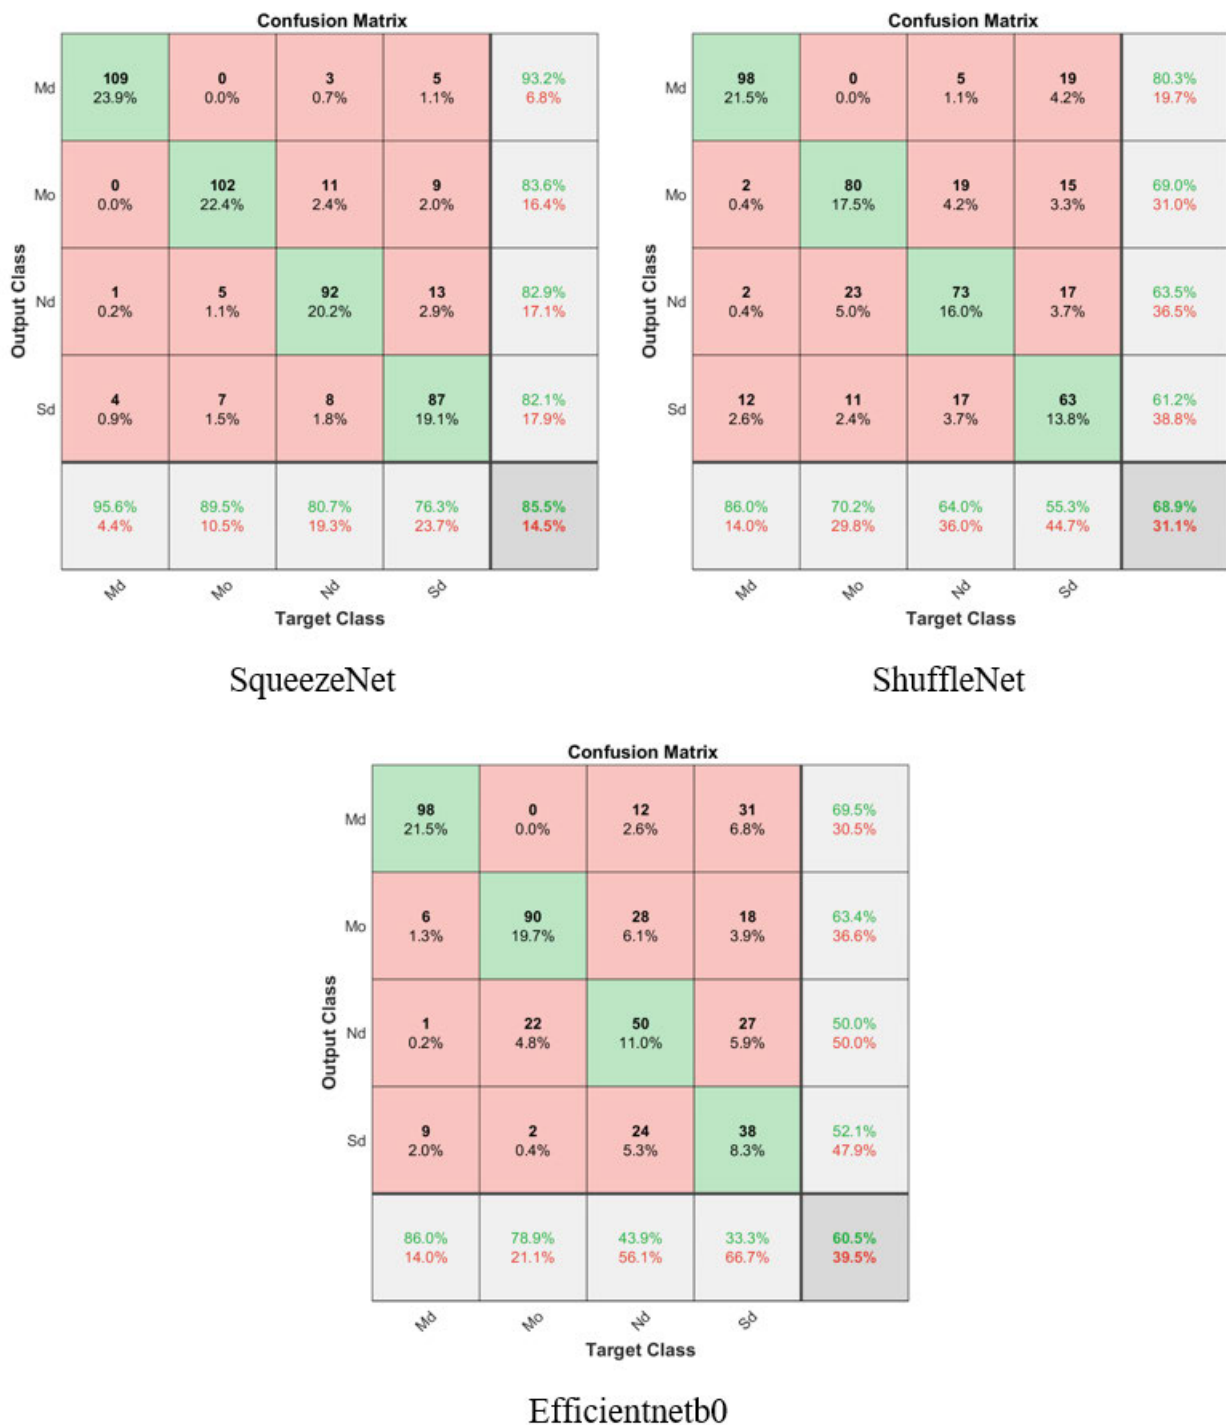 Confusion Matrix
Md 109 0 3 5 93.2%
23.9% 0.0% 0.7% 1.1% 6.8%
Mo 0 102 11 9 83.6%
0.0% 22.4% 2.4% 2.0% 16.4%
Nd 1 5 92 13 82.9%
0.2% 1.1% 20.2% 2.9% 17.1%
Sd 4 7 8 87 82.1%
0.9% 1.5% 1.8% 19.1% 17.9%
95.6% 89.5% 80.7% 76.3% 85.5%
4.4% 10.5% 19.3% 23.7% 14.5%
Md Mo Nd Sd
Output Class
Target Class
SqueezeNet
Confusion Matrix
Md 98 0 5 19 80.3%
21.5% 0.0% 1.1% 4.2% 19.7%
Mo 2 80 19 15 69.0%
0.4% 17.5% 4.2% 3.3% 31.0%
Nd 2 23 73 17 63.5%
0.4% 5.0% 16.0% 3.7% 36.5%
Sd 12 11 17 63 61.2%
2.6% 2.4% 3.7% 13.8% 38.8%
86.0% 70.2% 64.0% 55.3% 68.9%
14.0% 29.8% 36.0% 44.7% 31.1%
Md Mo Nd Sd
Output Class
Target Class
ShuffleNet
Confusion Matrix
Md 98 0 12 31 69.5%
21.5% 0.0% 2.6% 6.8% 30.5%
Mo 6 90 28 18 63.4%
1.3% 19.7% 6.1% 3.9% 36.6%
Nd 1 22 50 27 50.0%
0.2% 4.8% 11.0% 5.9% 50.0%
Sd 9 2 24 38 52.1%
2.0% 0.4% 5.3% 8.3% 47.9%
86.0% 78.9% 43.9% 33.3% 60.5%
14.0% 21.1% 56.1% 66.7% 39.5%
Md Mo Nd Sd
Output Class
Target Class
Efficientnetb0